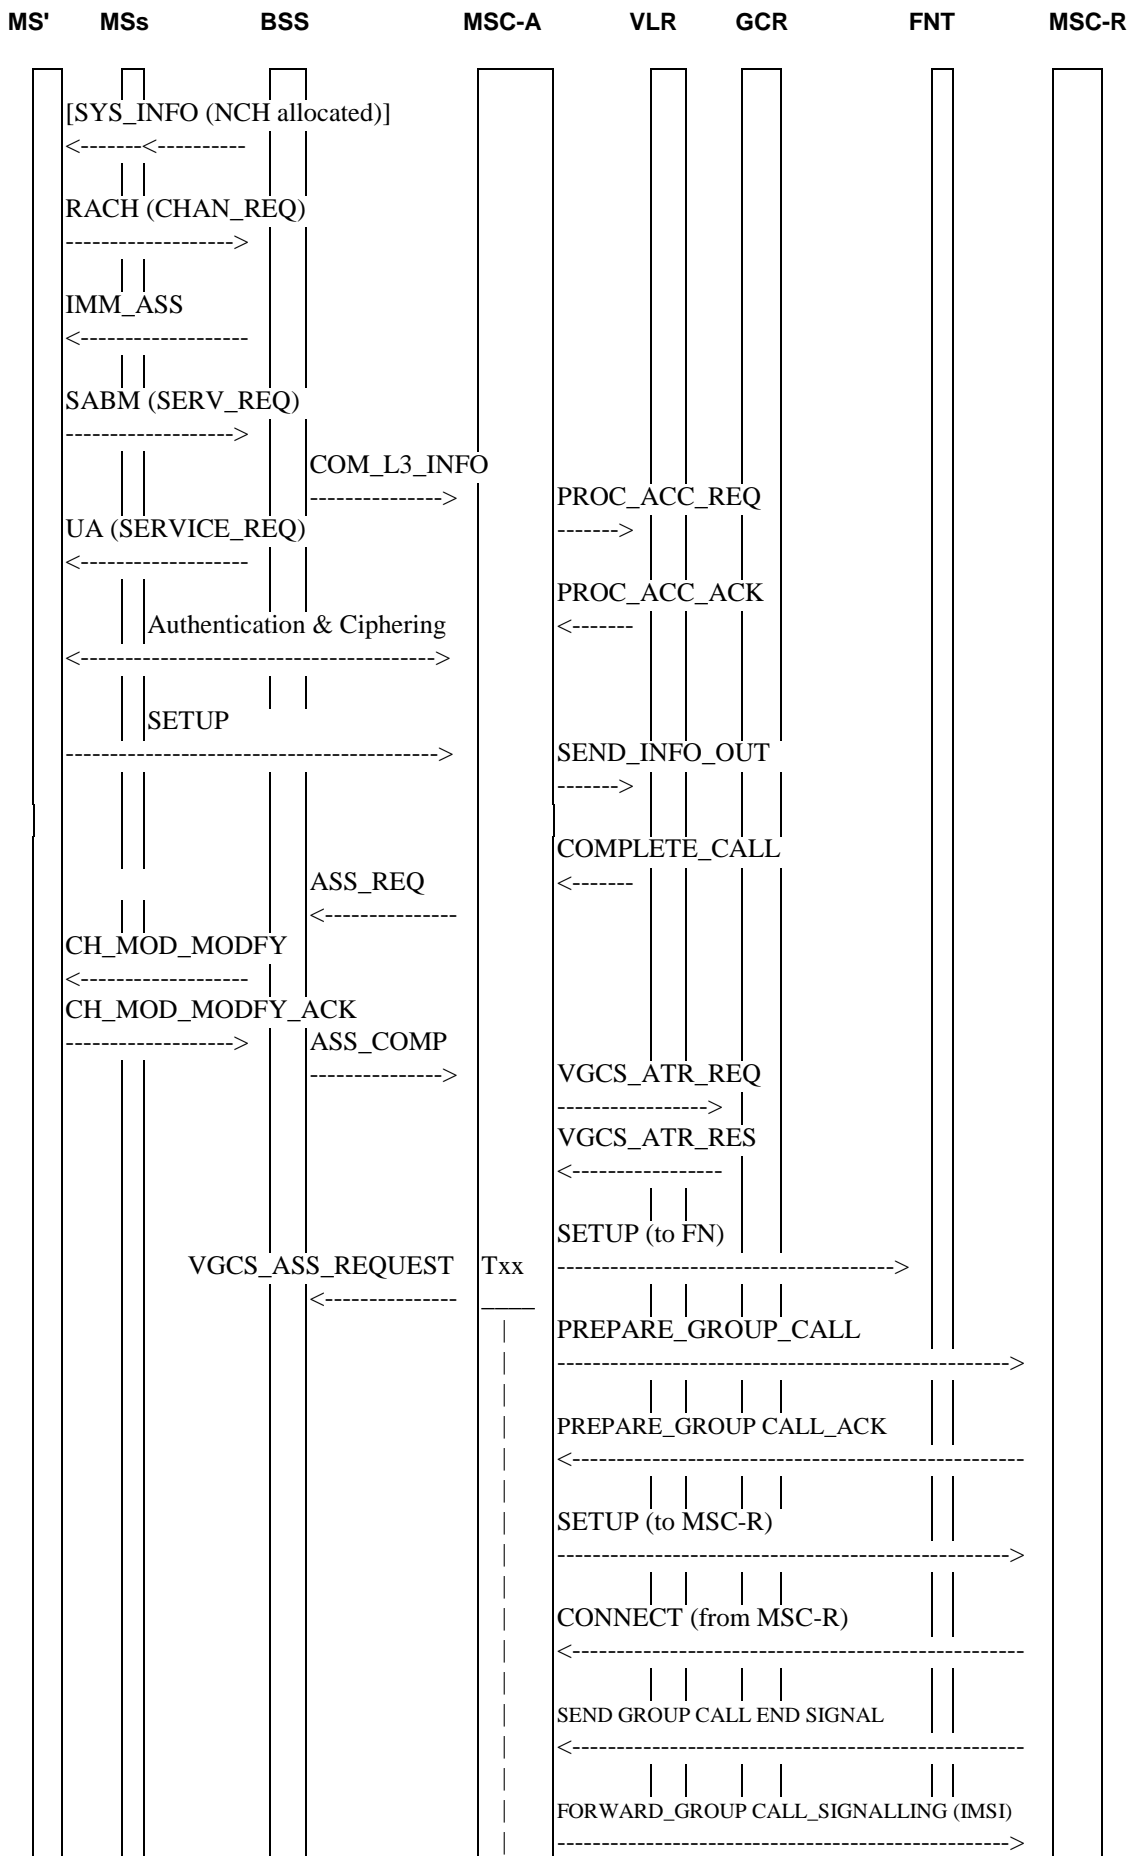 MS' MSs BSS MSC-A VLR GCR FNT MSC-R
[SYS_INFO (NCH allocated)]
<-------<----------
RACH (CHAN_REQ)
------------------->
IMM_ASS
<-------------------
SABM (SERV_REQ)
------------------->
COM_L3_INFO
---------------> PROC_ACC_REQ
UA (SERVICE_REQ) ------->
<-------------------
PROC_ACC_ACK
Authentication & Ciphering <-------
<---------------------------------------->
SETUP
------------------------------------------> SEND_INFO_OUT
------->
COMPLETE_CALL
ASS_REQ <-------
<---------------
CH_MOD_MODFY
<-------------------
CH_MOD_MODFY_ACK
-------------------> ASS_COMP
---------------> VGCS_ATR_REQ
----------------->
VGCS_ATR_RES
<-----------------
SETUP (to FN)
VGCS_ASS_REQUEST Txx -------------------------------------->
<--------------- ____
PREPARE_GROUP_CALL
--------------------------------------------------->
PREPARE_GROUP CALL_ACK
<---------------------------------------------------
SETUP (to MSC-R)
--------------------------------------------------->
CONNECT (from MSC-R)
<---------------------------------------------------
SEND GROUP CALL END SIGNAL
<---------------------------------------------------
FORWARD_GROUP CALL_SIGNALLING (IMSI)
--------------------------------------------------->